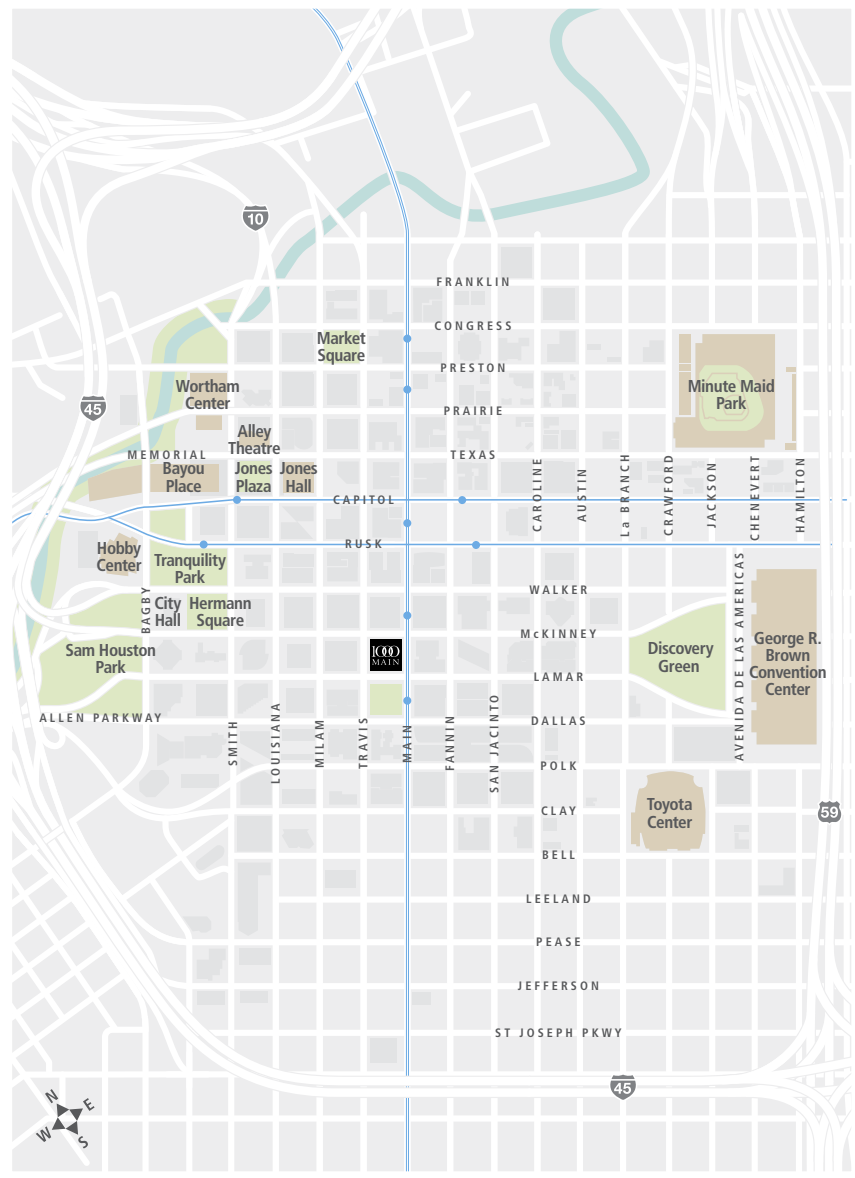 10
FRANKLIN
CONGRESS
Market
Square
PRESTON
Wortham
Center
Minute Maid
Park
45
PRAIRIE
Alley
Theatre
MEMORIAL
TEXAS
Bayou
Place
Jones
Plaza
Jones
Hall
CAPITOL
CAROLINE
AUSTIN
La BRANCH
CRAWFORD
JACKSON
CHENEVERT
HAMILTON
RUSK
Hobby
Center
Tranquility
Park
WALKER
BAGBY
City
Hall
Hermann
Square
McKINNEY
1000
MAIN
Sam Houston
Park
Discovery
Green
AVENIDA DE LAS AMERICAS
George R.
Brown
Convention
Center
LAMAR
ALLEN PARKWAY
DALLAS
SMITH
LOUISIANA
MILAM
TRAVIS
MAIN
FANNIN
SAN JACINTO
POLK
CLAY
Toyota
Center
59
BELL
LEELAND
PEASE
JEFFERSON
ST JOSEPH PKWY
45
N
E
W
S